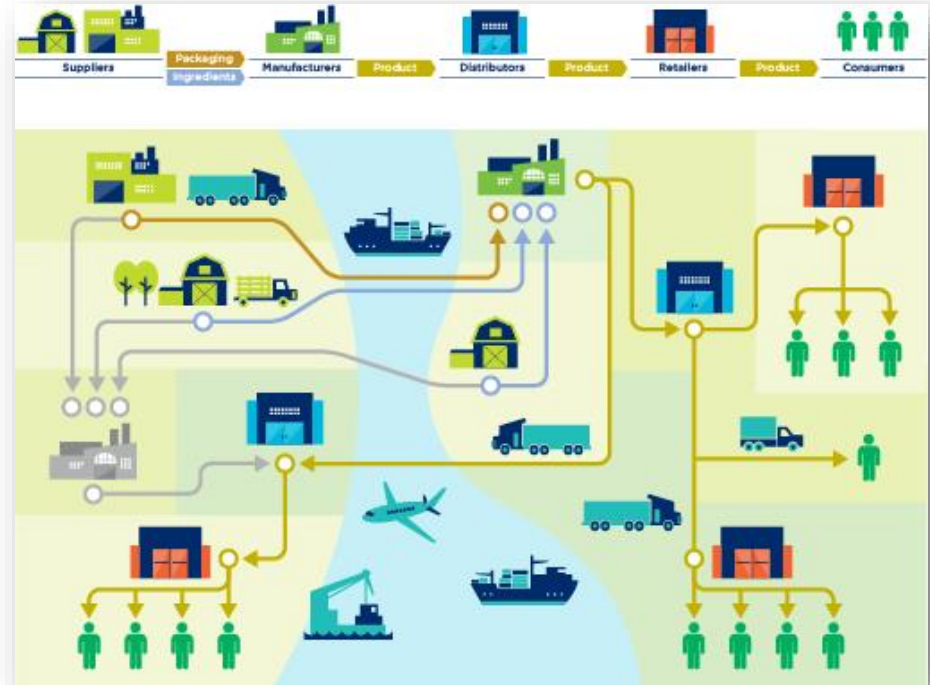 Suppliers
Packaging
Ingredients
Manufacturers
Product
Distributors
Product
Retailers
Product
Consumers